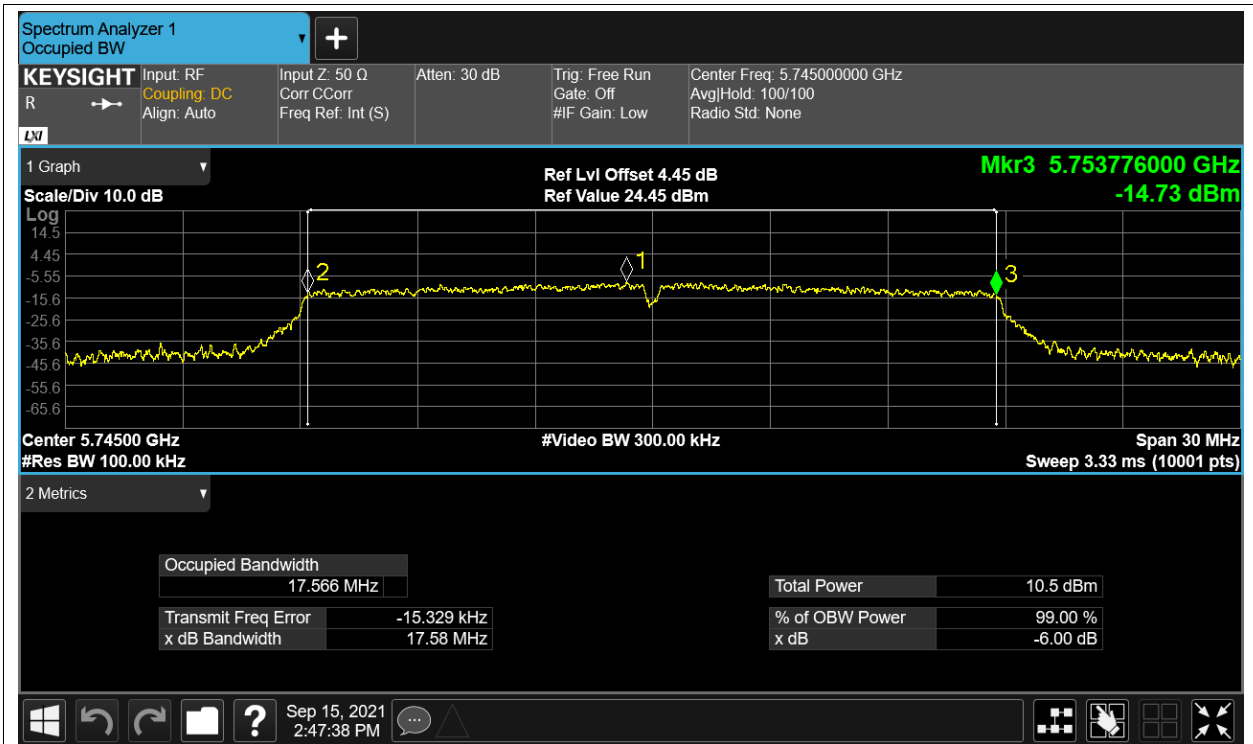 Spectrum Analyzer 1
Occupied BW
KEYSIGHT
R
LXI
Input: RF
Coupling: DC
Align: Auto
Input Z: 50 Ω
Corr CCorr
Freq Ref: Int (S)
Atten: 30 dB
Trig: Free Run
Gate: Off
#IF Gain: Low
Center Freq: 5.745000000 GHz
Avg|Hold: 100/100
Radio Std: None
1 Graph
Scale/Div 10.0 dB
Ref Lvl Offset 4.45 dB
Ref Value 24.45 dBm
Mkr3 5.753776000 GHz
-14.73 dBm
Log
14.5
4.45
-5.55
-15.6
-25.6
-35.6
-45.6
-55.6
-65.6
2
1
3
Center 5.74500 GHz
#Res BW 100.00 kHz
#Video BW 300.00 kHz
Span 30 MHz
Sweep 3.33 ms (10001 pts)
2 Metrics
Occupied Bandwidth
17.566 MHz
Transmit Freq Error -15.329 kHz
x dB Bandwidth 17.58 MHz
Total Power 10.5 dBm
% of OBW Power 99.00 %
x dB -6.00 dB
?
Sep 15, 2021
2:47:38 PM